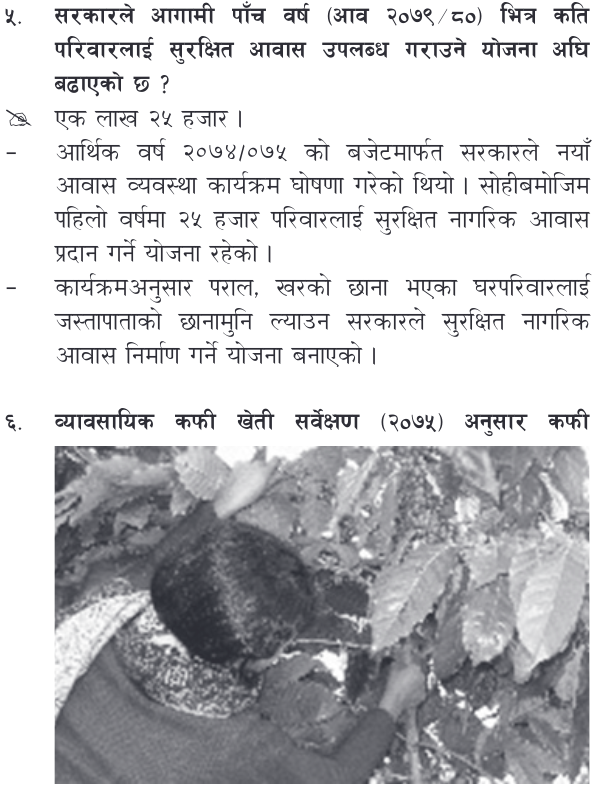 ५. सरकारले आगामी पाँच वर्ष (आव २०७९/८०) भित्र कति
परिवारलाई सुरक्षित आवास उपलब्ध गराउने योजना अघि
बढाएको छ ?
एक लाख २५ हजार ।
– आर्थिक वर्ष २०७४/०७५ को बजेटमार्फत सरकारले नयाँ
आवास व्यवस्था कार्यक्रम घोषणा गरेको थियो । सोहीबमोजिम
पहिलो वर्षमा २५ हजार परिवारलाई सुरक्षित नागरिक आवास
प्रदान गर्ने योजना रहेको ।
– कार्यक्रमअनुसार पराल, खरको छाना भएका घरपरिवारलाई
जस्तापाताको छानामुनि ल्याउन सरकारले सुरक्षित नागरिक
आवास निर्माण गर्ने योजना बनाएको ।
६. व्यावसायिक कफी खेती सर्वेक्षण (२०७५) अनुसार कफी